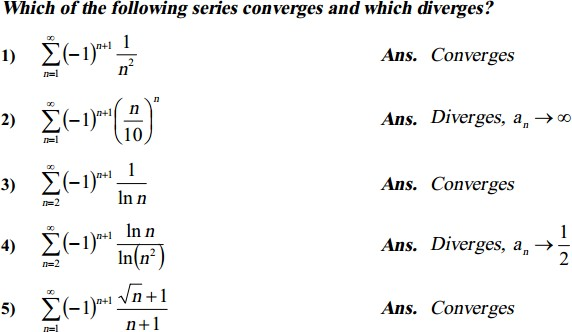 Which of the following series converges and which diverges?
1) $\sum_{n=1}^{\infty}(-1)^{n+1}\frac{1}{n^2}$ Ans. Converges
2) $\sum_{n=1}^{\infty}(-1)^{n+1}\left(\frac{n}{10}\right)^n$ Ans. Diverges, $a_n \to \infty$
3) $\sum_{n=2}^{\infty}(-1)^{n+1}\frac{1}{\ln n}$ Ans. Converges
4) $\sum_{n=2}^{\infty}(-1)^{n+1}\frac{\ln n}{\ln(n^2)}$ Ans. Diverges, $a_n \to \frac{1}{2}$
5) $\sum_{n=1}^{\infty}(-1)^{n+1}\frac{\sqrt{n}+1}{n+1}$ Ans. Converges